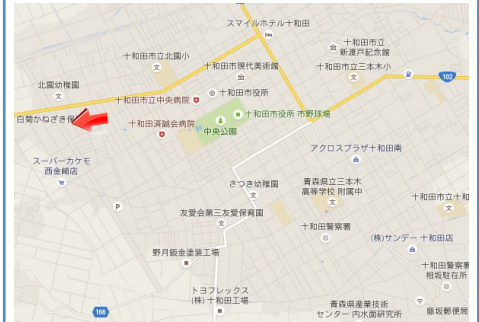 スマイルホテル十和田
十和田市立
新渡戸記念館
十和田市立北園小
十和田市現代美術館
十和田市立三本木小
北園幼稚園
十和田市役所
102
十和田市立中央病院
白菊かねざき保
十和田済誠会病院
十和田市役所 市野球場
中央公園
アクロスプラザ十和田南
スーパーカケモ
西金崎店
さつき幼稚園
青森県立三本木
高等学校 附属中
十和田市立十和
友愛会第三友愛保育園
P
十和田警察署
(株)サンデー 十和田店
野月鈑金塗装工場
十和田警察署
相坂駐在所
トヨフレックス
(株)十和田工場
166
青森県産業技術
センター 内水面研究所
藤坂郵便局